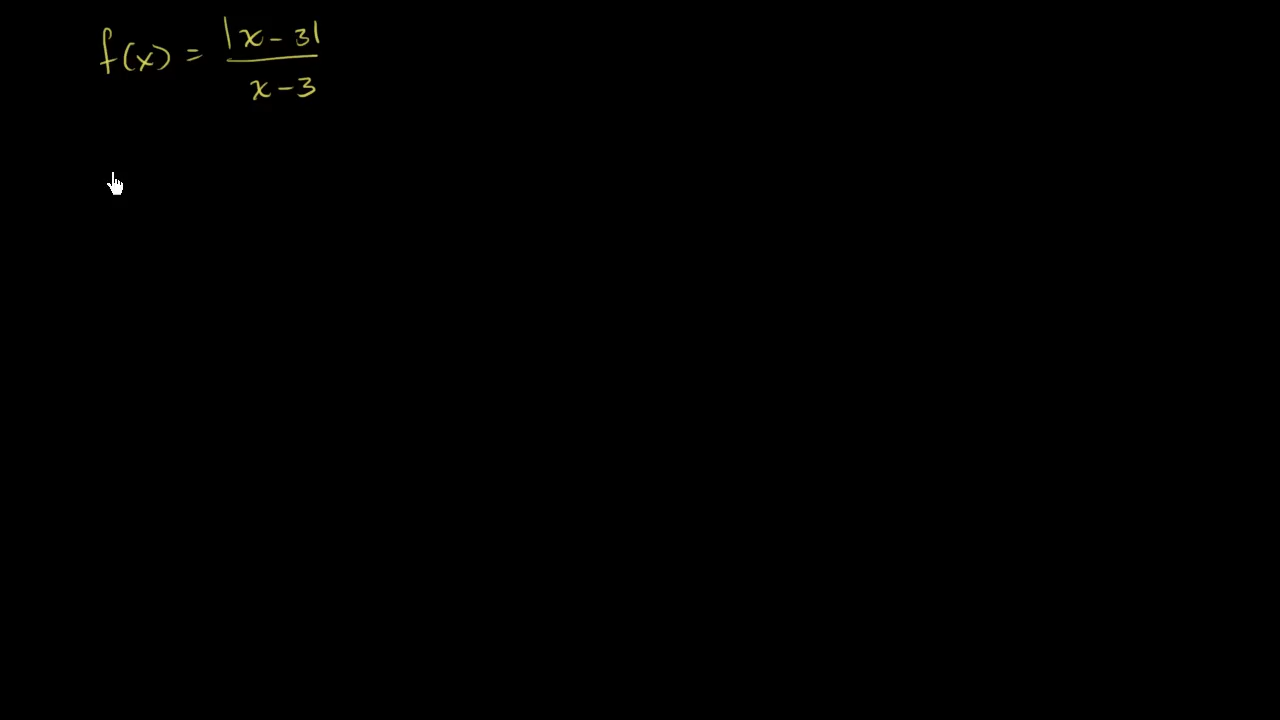 f(x) = |x-3| / x-3